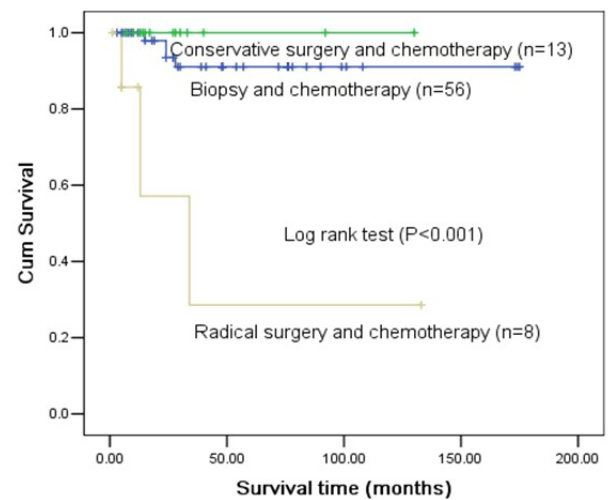 1.0
Conservative surgery and chemotherapy (n=13)
Biopsy and chemotherapy (n=56)
0.8
0.6
Cum Survival
Log rank test (P<0.001)
0.4
Radical surgery and chemotherapy (n=8)
0.2
0.0
0.00 50.00 100.00 150.00 200.00
Survival time (months)